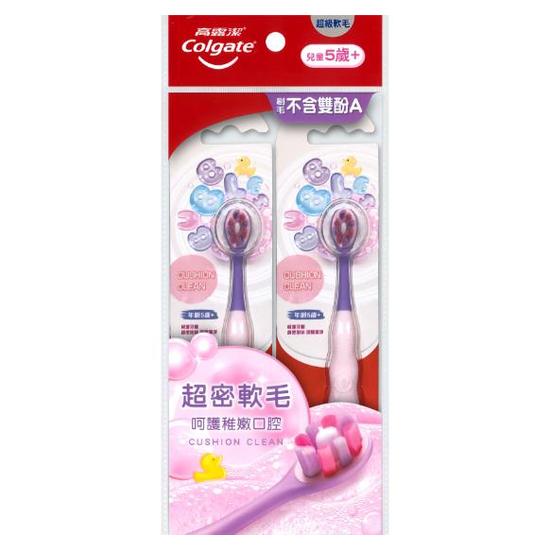 高露潔
Colgate
超級軟毛
兒童5歲+
刷毛不含雙酚A
CUSHION
CLEAN
年齡5歲+
CUSHION
CLEAN
年齡5歲+
超密軟毛
呵護稚嫩口腔
CUSHION CLEAN